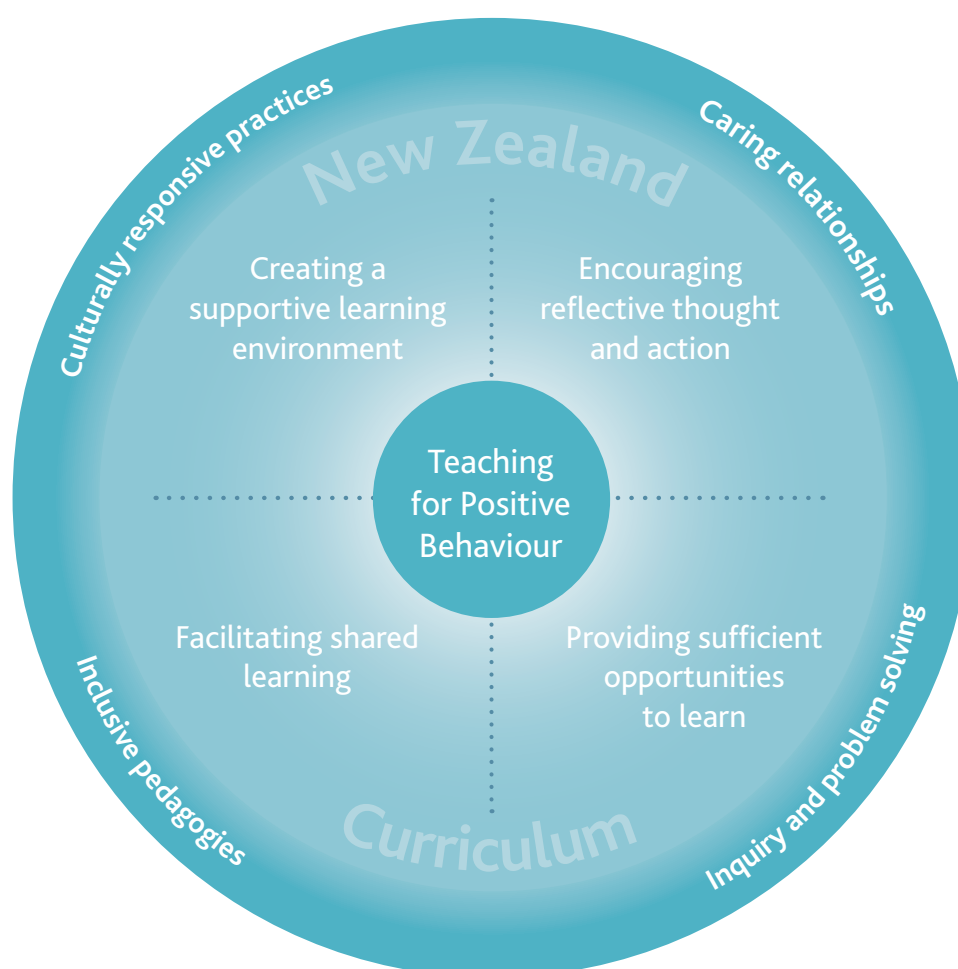 Culturally responsive practices
Caring relationships
New Zealand
Creating a
supportive learning
environment
Encouraging
reflective thought
and action
Teaching
for Positive
Behaviour
Facilitating shared
learning
Providing sufficient
opportunities
to learn
Curriculum
Inclusive pedagogies
Inquiry and problem solving